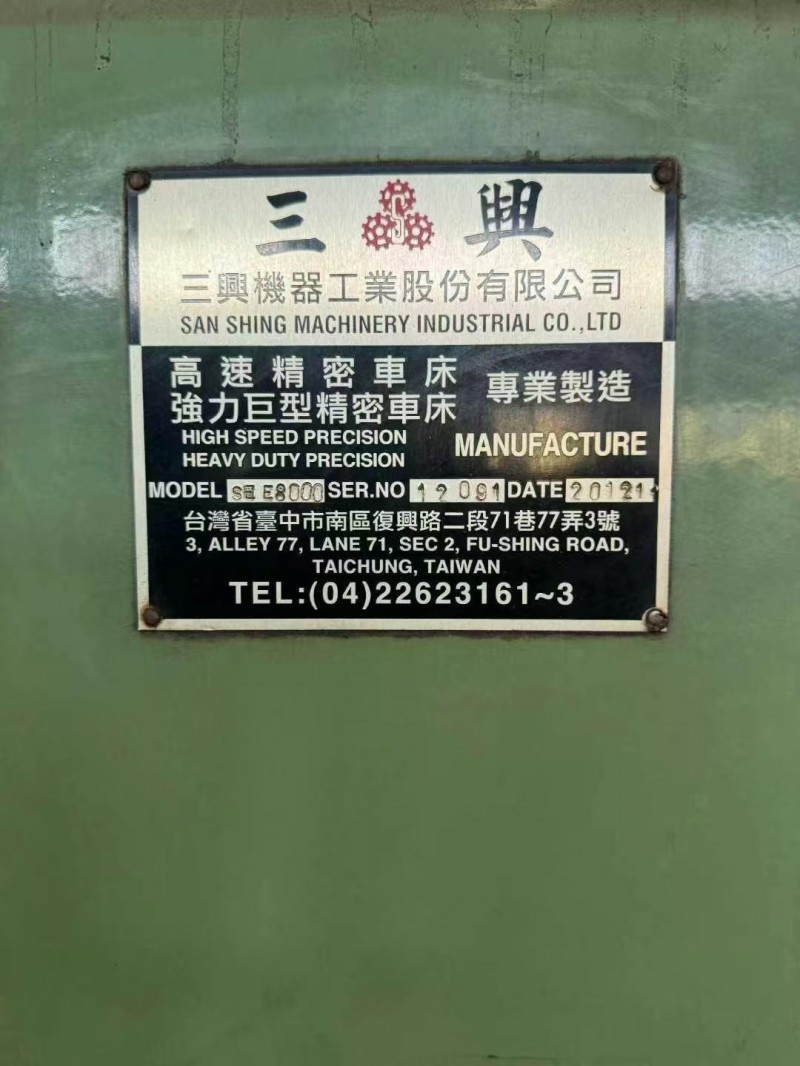 三 S 興
三興機器工業股份有限公司
SAN SHING MACHINERY INDUSTRIAL CO.,LTD
高速精密車床
強力巨型精密車床
專業製造
HIGH SPEED PRECISION
HEAVY DUTY PRECISION
MANUFACTURE
MODEL E8000 SER.NO 12091 DATE 20121
台灣省臺中市南區復興路二段71巷77弄3號
3, ALLEY 77, LANE 71, SEC 2, FU-SHING ROAD,
TAICHUNG, TAIWAN
TEL:(04)22623161~3